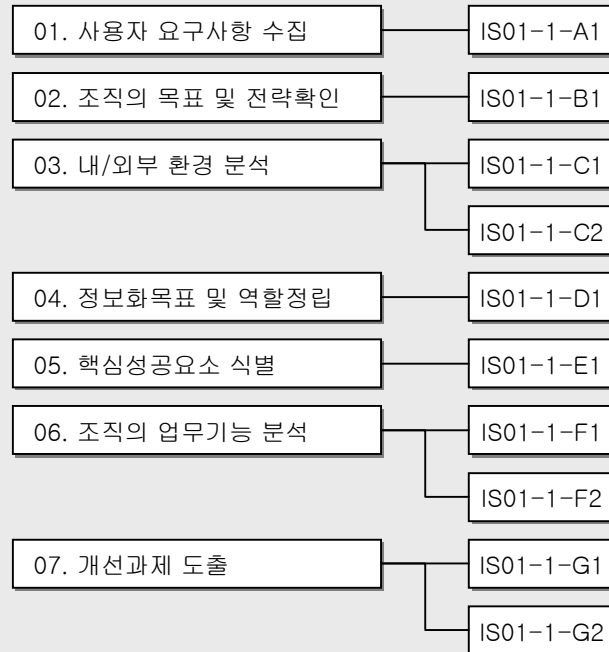 01. 사용자 요구사항 수집
IS01-1-A1
02. 조직의 목표 및 전략확인
IS01-1-B1
03. 내/외부 환경 분석
IS01-1-C1
IS01-1-C2
04. 정보화목표 및 역할정립
IS01-1-D1
05. 핵심성공요소 식별
IS01-1-E1
06. 조직의 업무기능 분석
IS01-1-F1
IS01-1-F2
07. 개선과제 도출
IS01-1-G1
IS01-1-G2